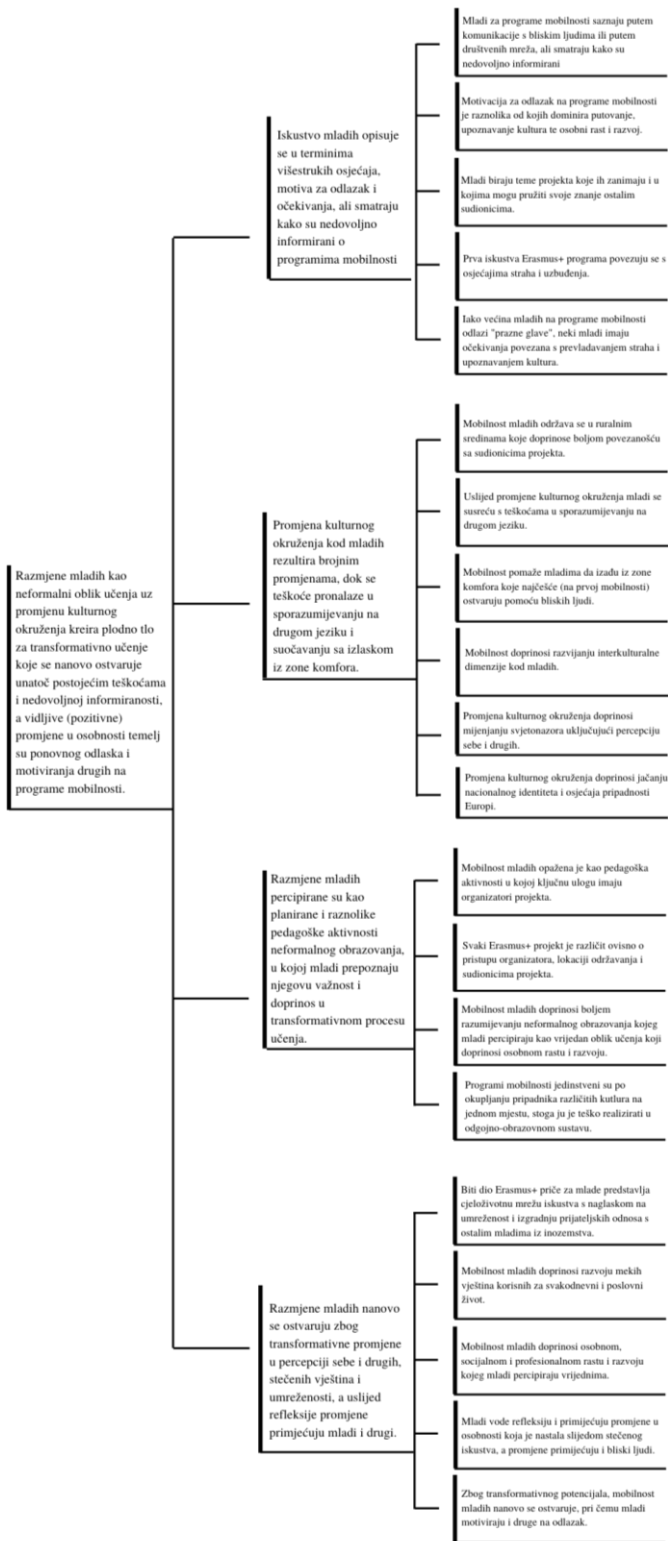 Razmjene mladih kao
neformalni oblik učenja uz
promjenu kulturnog
okruženja kreira plodno tlo
za transformativno učenje
koje se nanovo ostvaruje
unatoč postojećim teškoćama
i nedovoljnoj informiranosti,
a vidljive (pozitivne)
promjene u osobnosti temelj
su ponovnog odlaska i
motiviranja drugih na
programe mobilnosti.
Iskustvo mladih opisuje
se u terminima
višestrukih osjećaja,
motiva za odlazak i
očekivanja, ali smatraju
kako su nedovoljno
informirani o
programima mobilnosti
Mladi za programe mobilnosti saznaju putem
komunikacije s bliskim ljudima ili putem
društvenih mreža, ali smatraju kako su
nedovoljno informirani
Motivacija za odlazak na programe mobilnosti
je raznolika od kojih dominira putovanje,
upoznavanje kultura te osobni rast i razvoj.
Mladi biraju teme projekta koje ih zanimaju i u
kojima mogu pružiti svoje znanje ostalim
sudionicima.
Prva iskustva Erasmus+ programa povezuju se s
osjećajima straha i uzbuđenja.
Iako većina mladih na programe mobilnosti
odlazi "prazne glave", neki mladi imaju
očekivanja povezana s prevladavanjem straha i
upoznavanjem kultura.
Promjena kulturnog
okruženja kod mladih
rezultira brojnim
promjenama, dok se
teškoće pronalaze u
sporazumijevanju na
drugom jeziku i
suočavanju sa izlaskom
iz zone komfora.
Mobilnost mladih održava se u ruralnim
sredinama koje doprinose boljom povezanošću
sa sudionicima projekta.
Uslijed promjene kulturnog okruženja mladi se
susreću s teškoćama u sporazumijevanju na
drugom jeziku.
Mobilnost pomaže mladima da izađu iz zone
komfora koje najčešće (na prvoj mobilnosti)
ostvaruju pomoću bliskih ljudi.
Mobilnost doprinosi razvijanju interkulturalne
dimenzije kod mladih.
Promjena kulturnog okruženja doprinosi
mijenjanju svjetonazora uključujući percepciju
sebe i drugih.
Promjena kulturnog okruženja doprinosi jačanju
nacionalnog identiteta i osjećaja pripadnosti
Europi.
Razmjene mladih
percipirane su kao
planirane i raznolike
pedagoške aktivnosti
neformalnog obrazovanja,
u kojoj mladi prepoznaju
njegovu važnost i
doprinos u
transformativnom procesu
učenja.
Mobilnost mladih opažena je kao pedagoška
aktivnosti u kojoj ključnu ulogu imaju
organizatori projekta.
Svaki Erasmus+ projekt je različit ovisno o
pristupu organizatora, lokaciji održavanja i
sudionicima projekta.
Mobilnost mladih doprinosi boljem
razumijevanju neformalnog obrazovanja kojeg
mladi percipiraju kao vrijedan oblik učenja koji
doprinosi osobnom rastu i razvoju.
Programi mobilnosti jedinstveni su po
okupljanju pripadnika različitih kutlura na
jednom mjestu, stoga ju je teško realizirati u
odgojno-obrazovnom sustavu.
Razmjene mladih nanovo
se ostvaruju zbog
transformativne promjene
u percepciji sebe i drugih,
stečenih vještina i
umreženosti, a uslijed
refleksije promjene
primjećuju mladi i drugi.
Biti dio Erasmus+ priče za mlade predstavlja
cjeloživotnu mrežu iskustva s naglaskom na
umreženost i izgradnju prijateljskih odnosa s
ostalim mladima iz inozemstva.
Mobilnost mladih doprinosi razvoju mekih
vještina korisnih za svakodnevni i poslovni
život.
Mobilnost mladih doprinosi osobnom,
socijalnom i profesionalnom rastu i razvoju
kojeg mladi percipiraju vrijednima.
Mladi vode refleksiju i primijećuju promjene u
osobnosti koja je nastala slijedom stečenog
iskustva, a promjene primijećuju i bliski ljudi.
Zbog transformativnog potencijala, mobilnost
mladih nanovo se ostvaruje, pri čemu mladi
motiviraju i druge na odlazak.